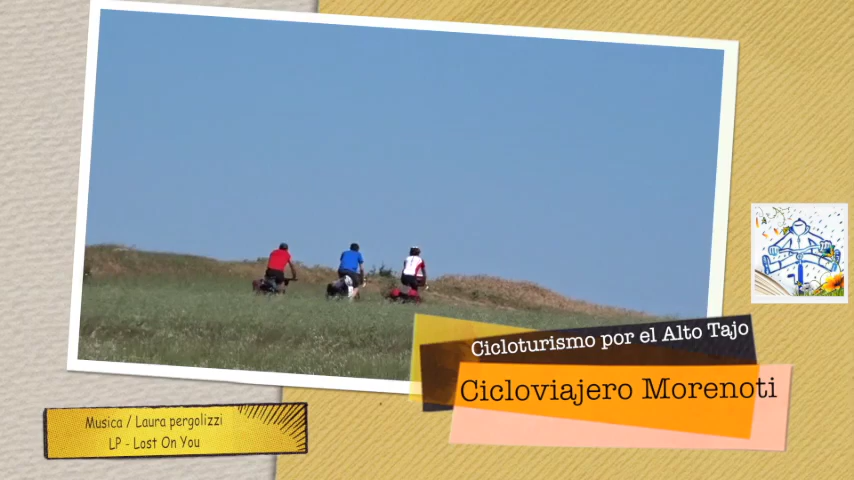 Cicloturismo por el Alto Tajo
Cicloviajero Morenoti
Musica / Laura pergolizzi
LP - Lost On You